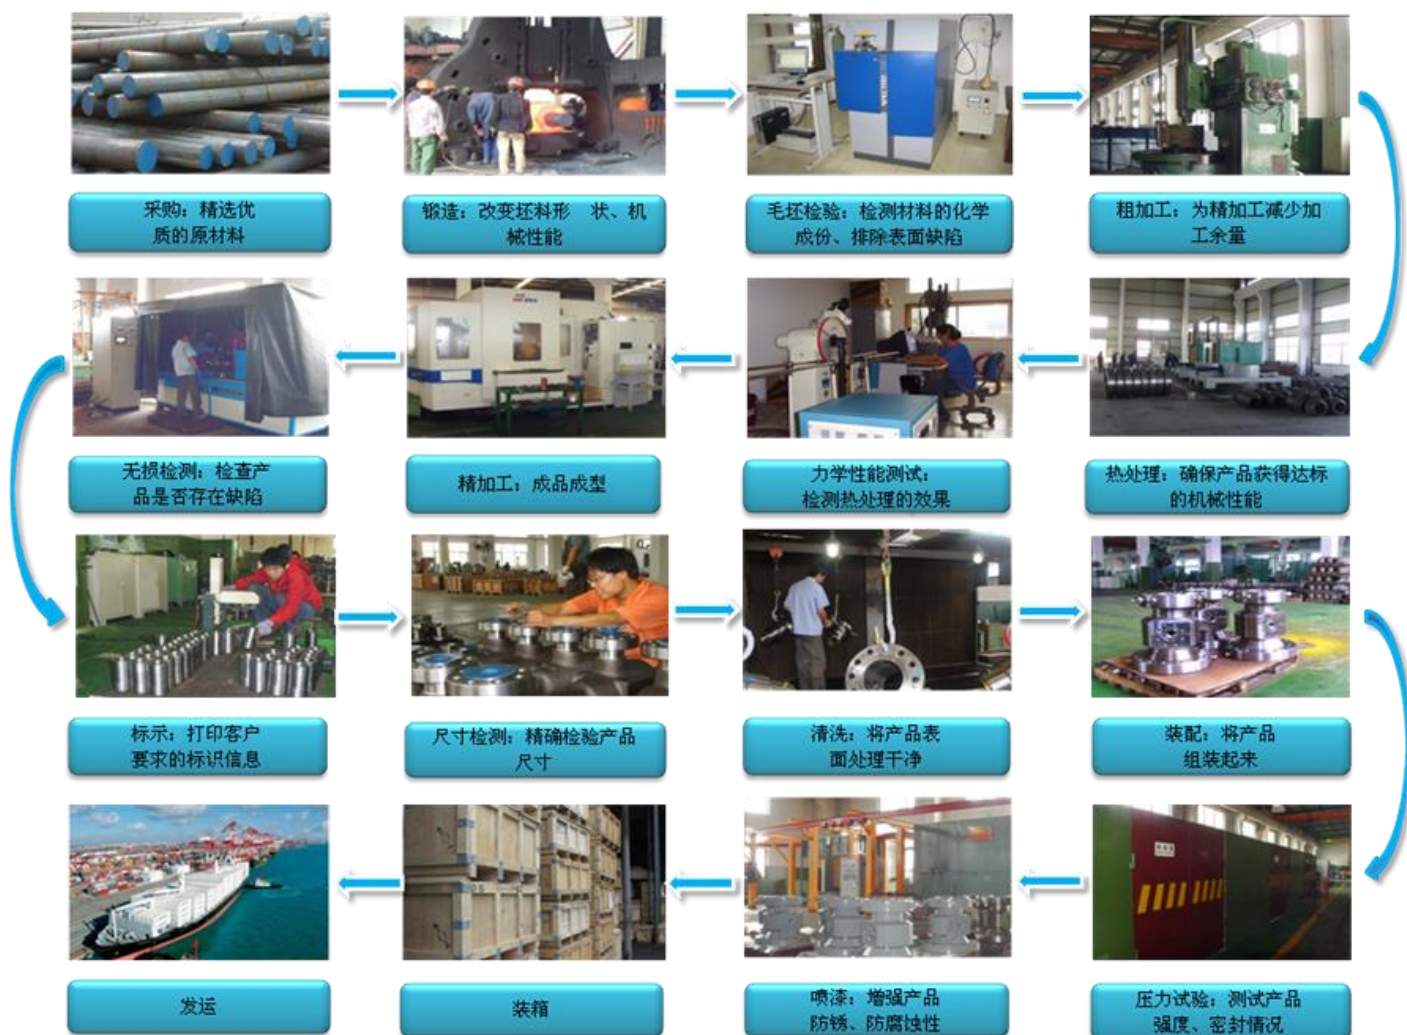 采购：精选优
质的原材料
锻造：改变坯料形 状、机
械性能
毛坯检验：检测材料的化学
成份、排除表面缺陷
粗加工：为精加工减少加
工余量
无损检测：检查产
品是否存在缺陷
精加工：成品成型
力学性能测试：
检测热处理的效果
热处理：确保产品获得达标
的机械性能
标示：打印客户
要求的标识信息
尺寸检测：精确检验产品
尺寸
清洗：将产品表
面处理干净
装配：将产品
组装起来
发运
装箱
喷漆：增强产品
防锈、防腐蚀性
压力试验：测试产品
强度、密封情况